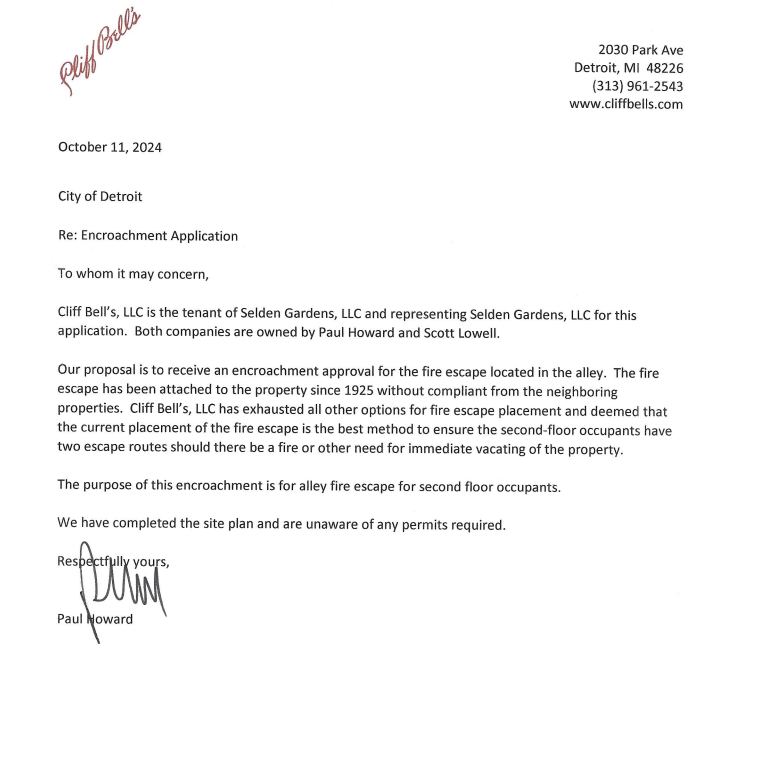 Cliff Bell's
2030 Park Ave
Detroit, MI  48226
(313) 961-2543
www.cliffbells.com
October 11, 2024
City of Detroit
Re: Encroachment Application
To whom it may concern,
Cliff Bell's, LLC is the tenant of Selden Gardens, LLC and representing Selden Gardens, LLC for this
application.  Both companies are owned by Paul Howard and Scott Lowell.
Our proposal is to receive an encroachment approval for the fire escape located in the alley.  The fire
escape has been attached to the property since 1925 without compliant from the neighboring
properties.  Cliff Bell's, LLC has exhausted all other options for fire escape placement and deemed that
the current placement of the fire escape is the best method to ensure the second-floor occupants have
two escape routes should there be a fire or other need for immediate vacating of the property.
The purpose of this encroachment is for alley fire escape for second floor occupants.
We have completed the site plan and are unaware of any permits required.
Respectfully yours,
Paul Howard